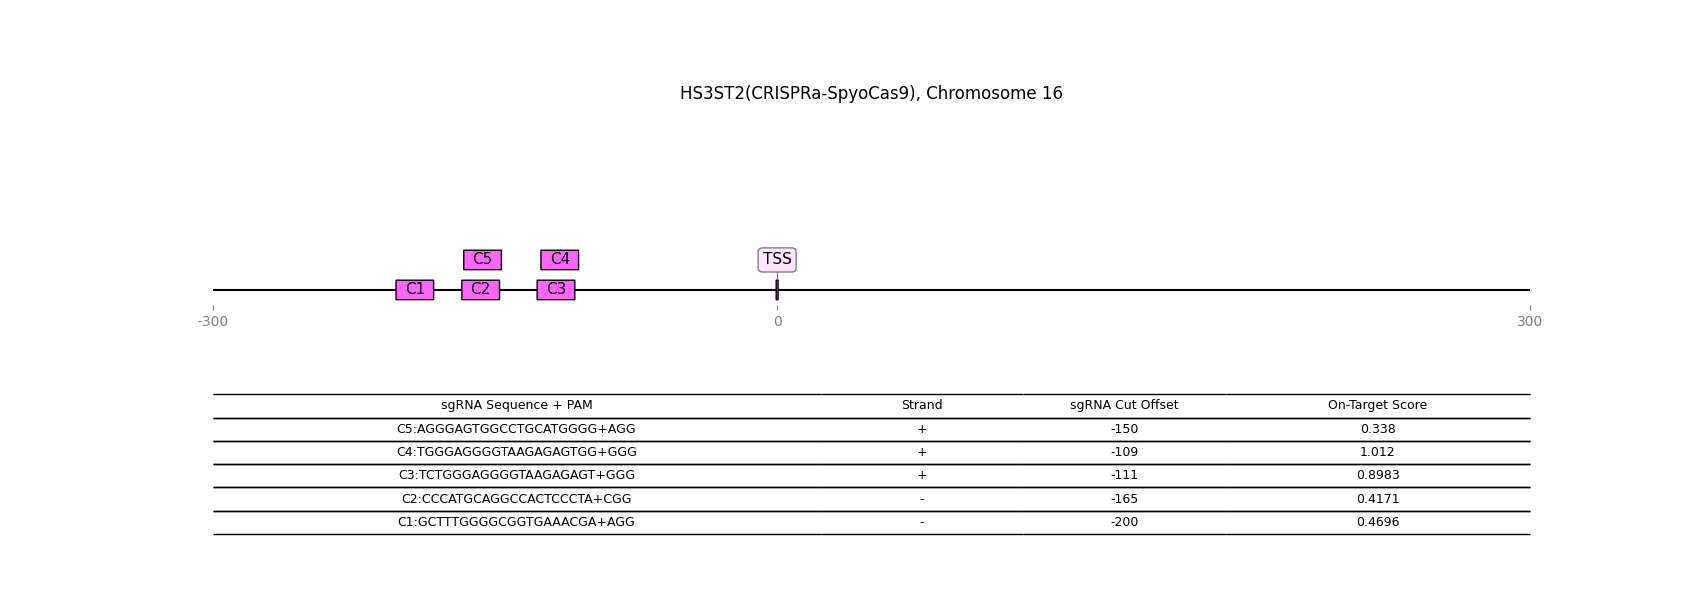 HS3ST2(CRISPRa-SpyoCas9), Chromosome 16
C5 C4 TSS
C1 C2 C3
-300 0 300
sgRNA Sequence + PAM Strand sgRNA Cut Offset On-Target Score
C5:AGGGAGTGGCCTGCATGGGG+AGG + -150 0.338
C4:TGGGAGGGGTAAGAGAGTGG+GGG + -109 1.012
C3:TCTGGGAGGGGTAAGAGAGT+GGG + -111 0.8983
C2:CCCATGCAGGCCACTCCCTA+CGG - -165 0.4171
C1:GCTTTGGGGCGGTGAAACGA+AGG - -200 0.4696